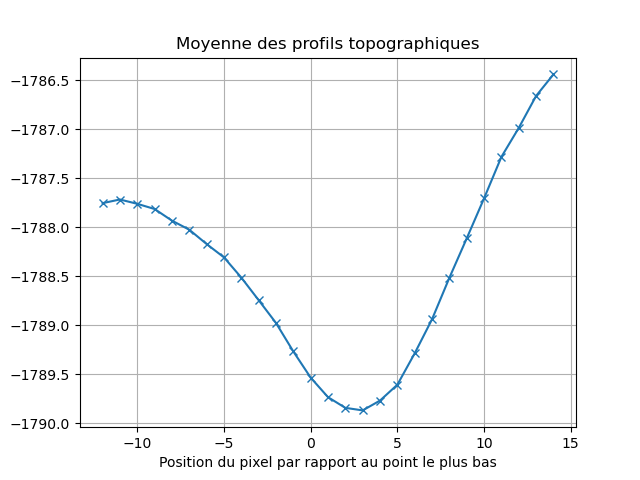 Moyenne des profils topographiques
−1786.5
−1787.0
−1787.5
−1788.0
−1788.5
−1789.0
−1789.5
−1790.0
−10 −5 0 5 10 15
Position du pixel par rapport au point le plus bas